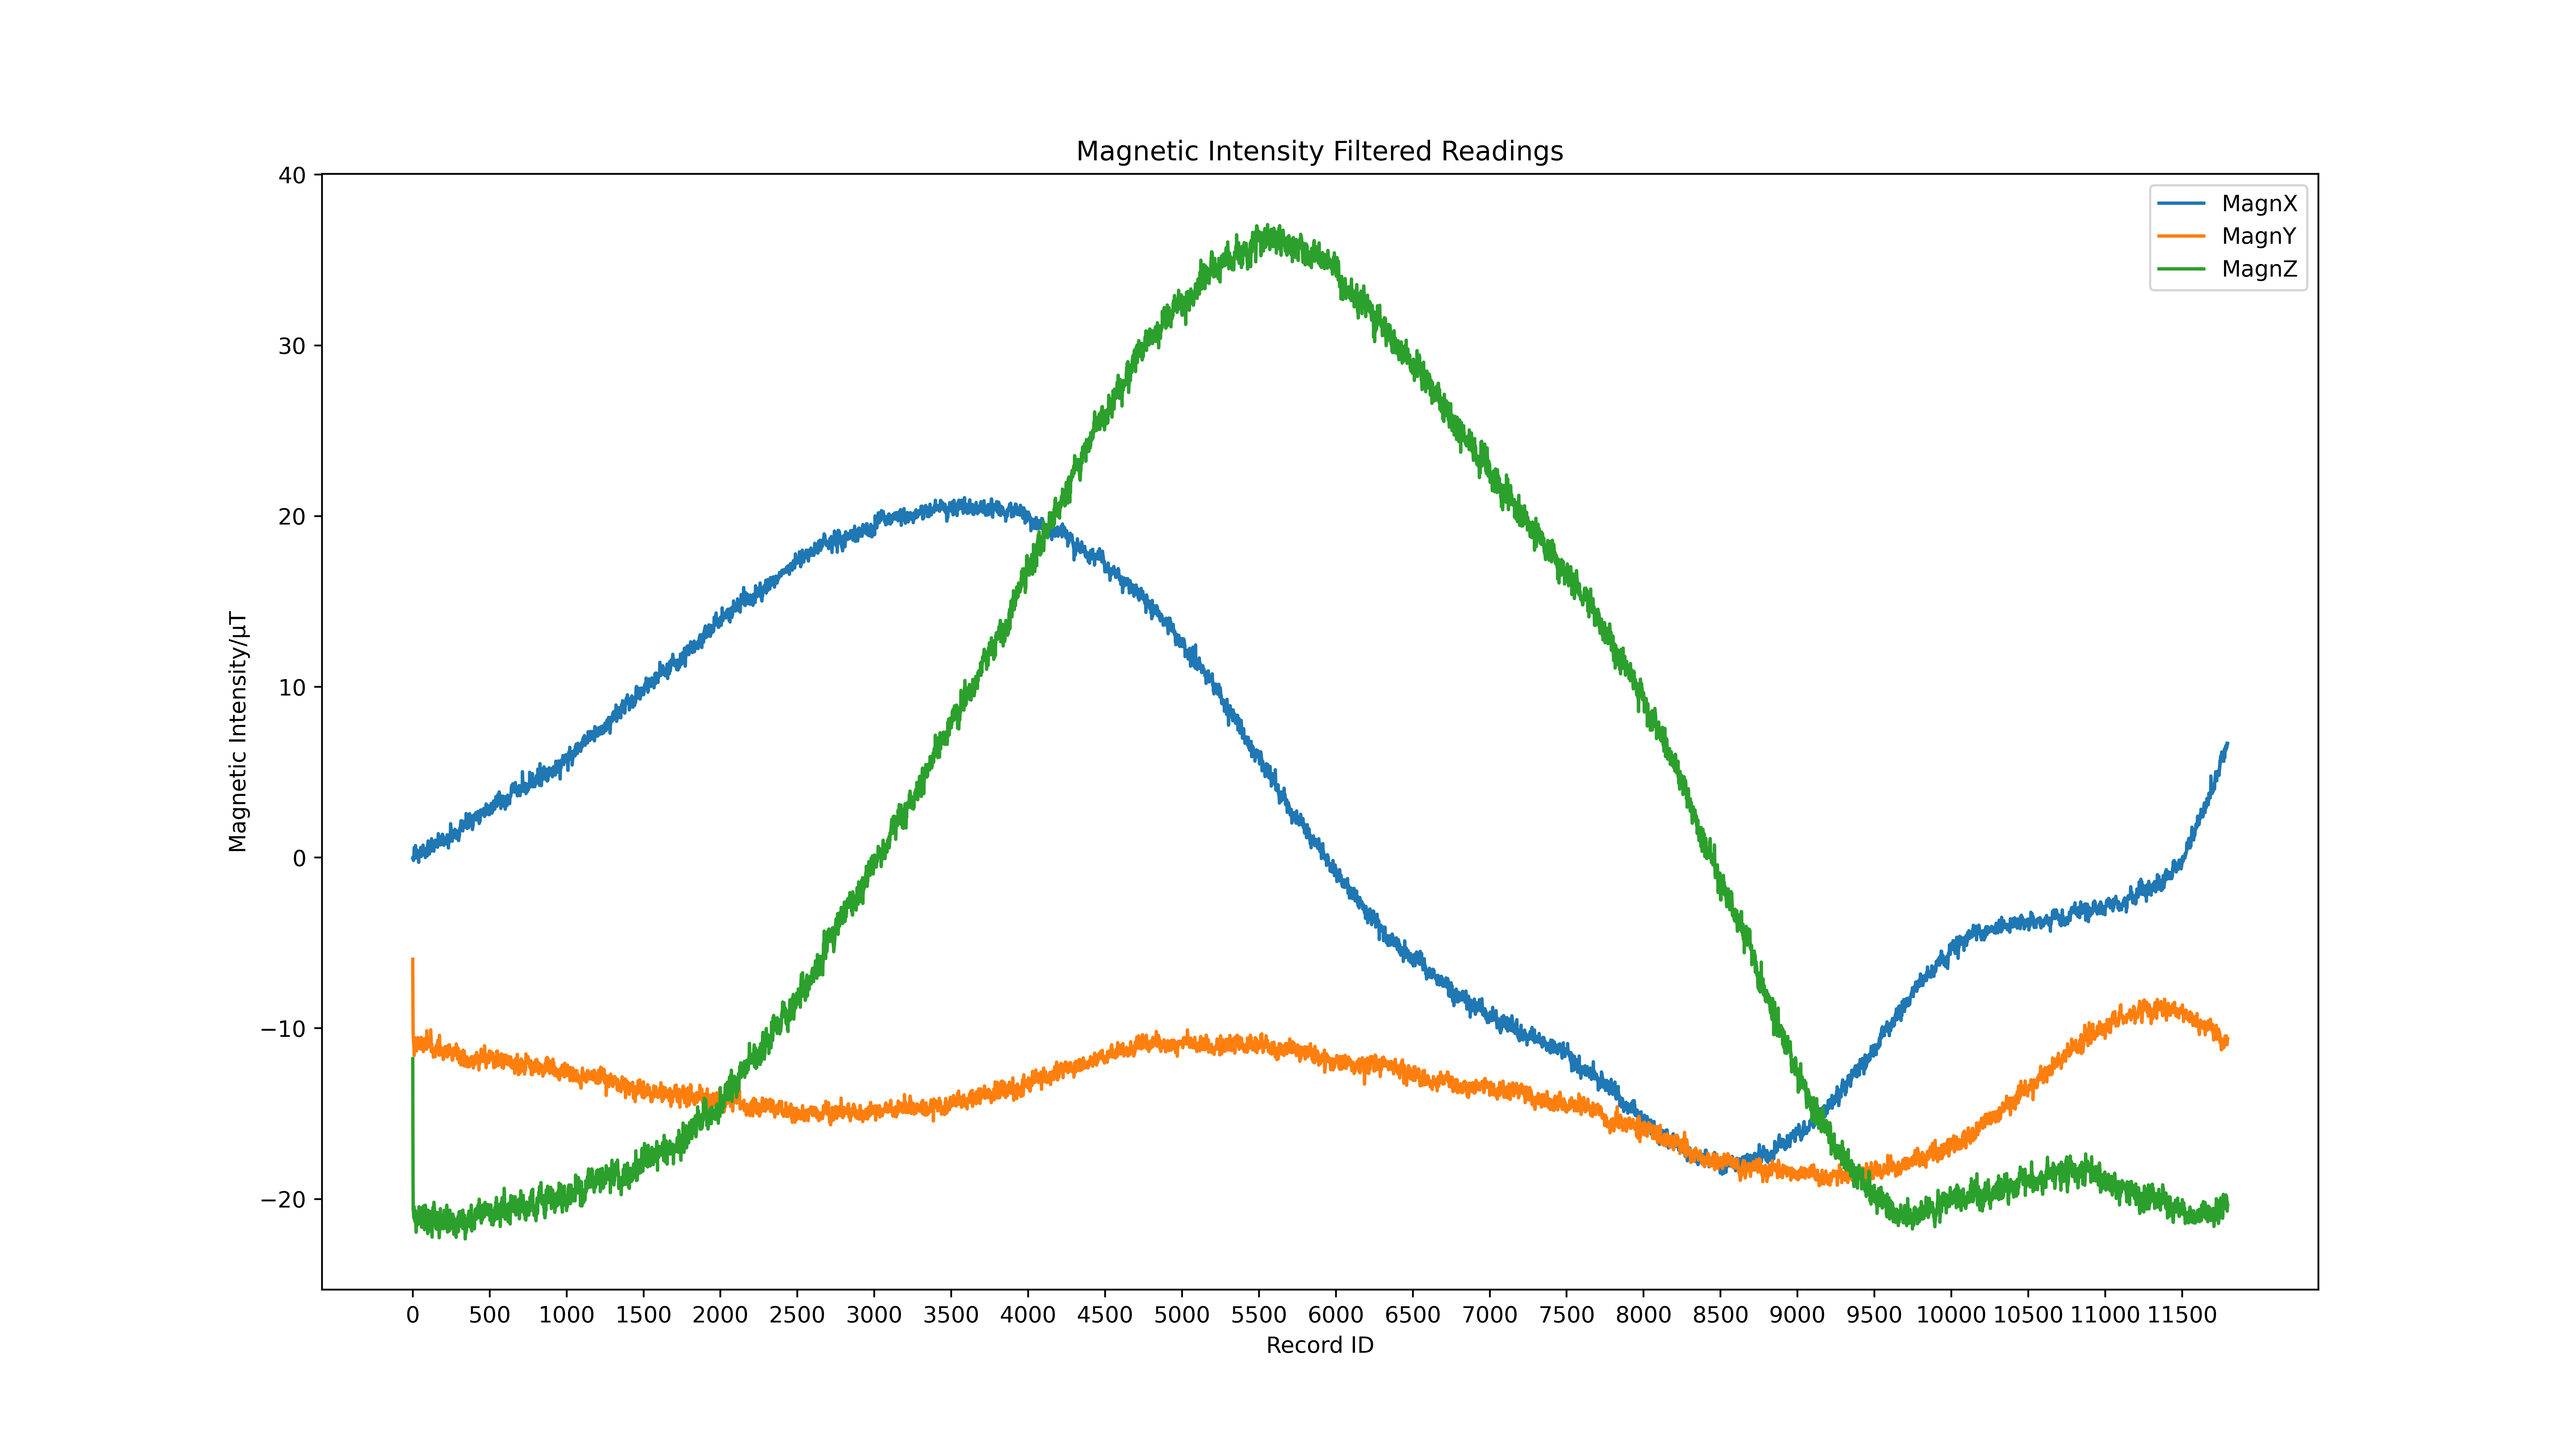 Magnetic Intensity Filtered Readings
MagnX
MagnY
MagnZ
Magnetic Intensity/μT
40
30
20
10
0
−10
−20
0 500 1000 1500 2000 2500 3000 3500 4000 4500 5000 5500 6000 6500 7000 7500 8000 8500 9000 9500 10000 10500 11000 11500
Record ID